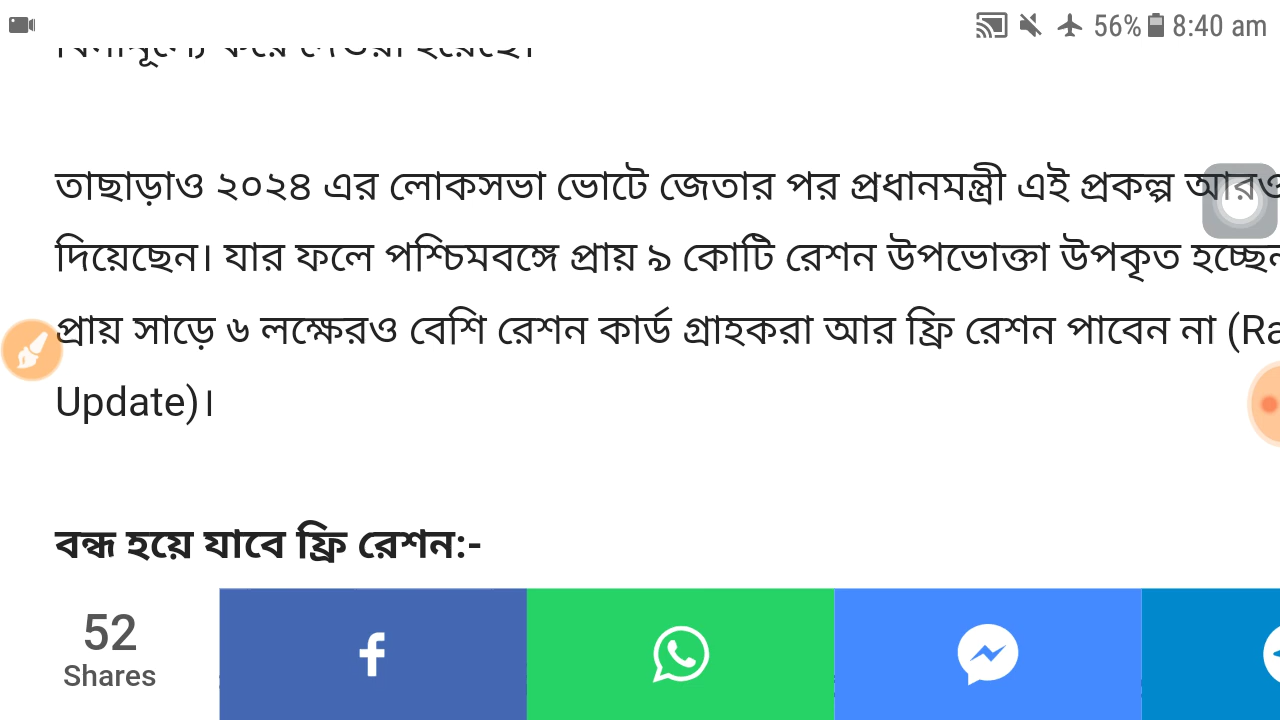 56% 8:40 am
তাছাড়াও ২০২৪ এর লোকসভা ভোটে জেতার পর প্রধানমন্ত্রী এই প্রকল্প
দিয়েছেন। যার ফলে পশ্চিমবঙ্গে প্রায় ৯ কোটি রেশন উপভোক্তা উপকৃত হচ্ছেন
প্রায় সাড়ে ৬ লক্ষেরও বেশি রেশন কার্ড গ্রাহকরা আর ফ্রি রেশন পাবেন না
Update)।
বন্ধ হয়ে যাবে ফ্রি রেশন:-
52
Shares